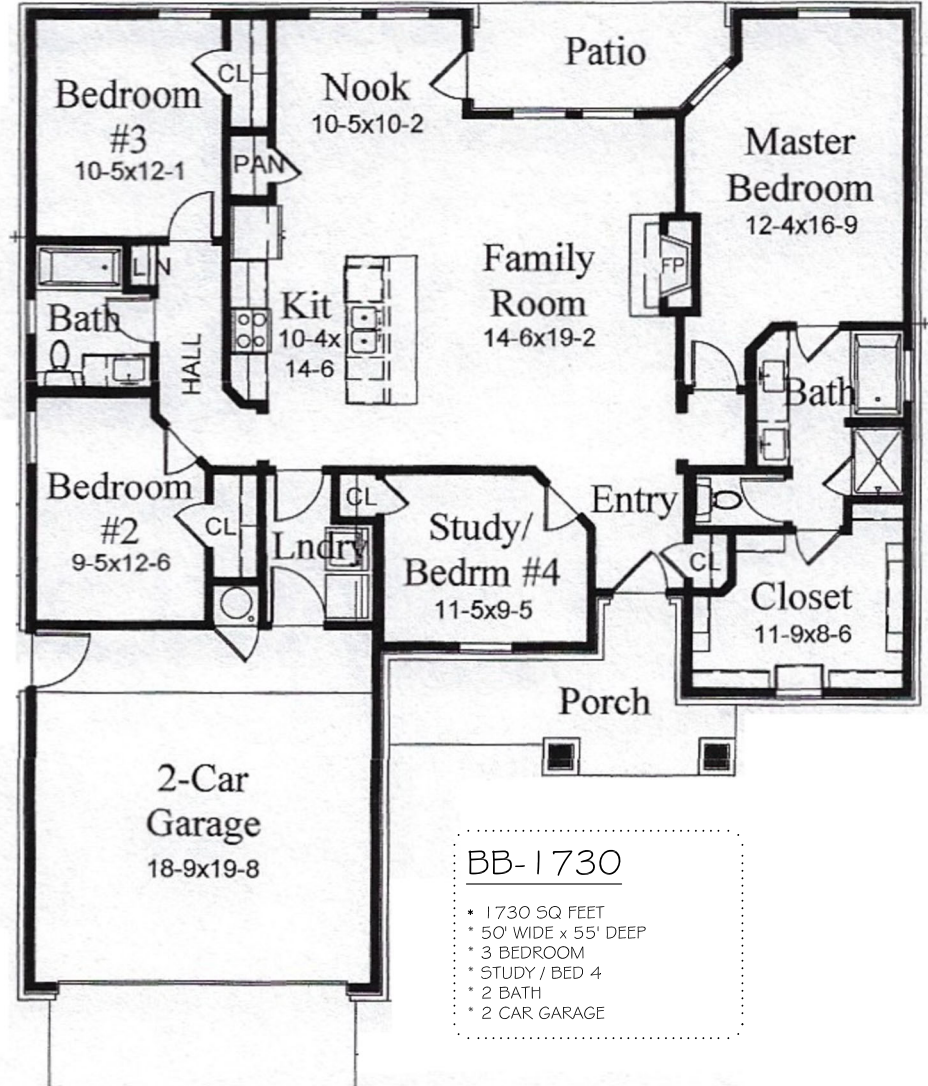 Bedroom
#3
10-5x12-1
CL
Nook
10-5x10-2
Patio
PAN
Master
Bedroom
12-4x16-9
LIN
Bath
HALL
Kit
10-4x
14-6
Family
Room
14-6x19-2
FP
Bath
Bedroom
#2
9-5x12-6
CL
Lndry
CL
Study/
Bedrm #4
11-5x9-5
Entry
CL
Closet
11-9x8-6
Porch
2-Car
Garage
18-9x19-8
BB-1730
* 1730 SQ FEET
* 50' WIDE x 55' DEEP
* 3 BEDROOM
* STUDY / BED 4
* 2 BATH
* 2 CAR GARAGE